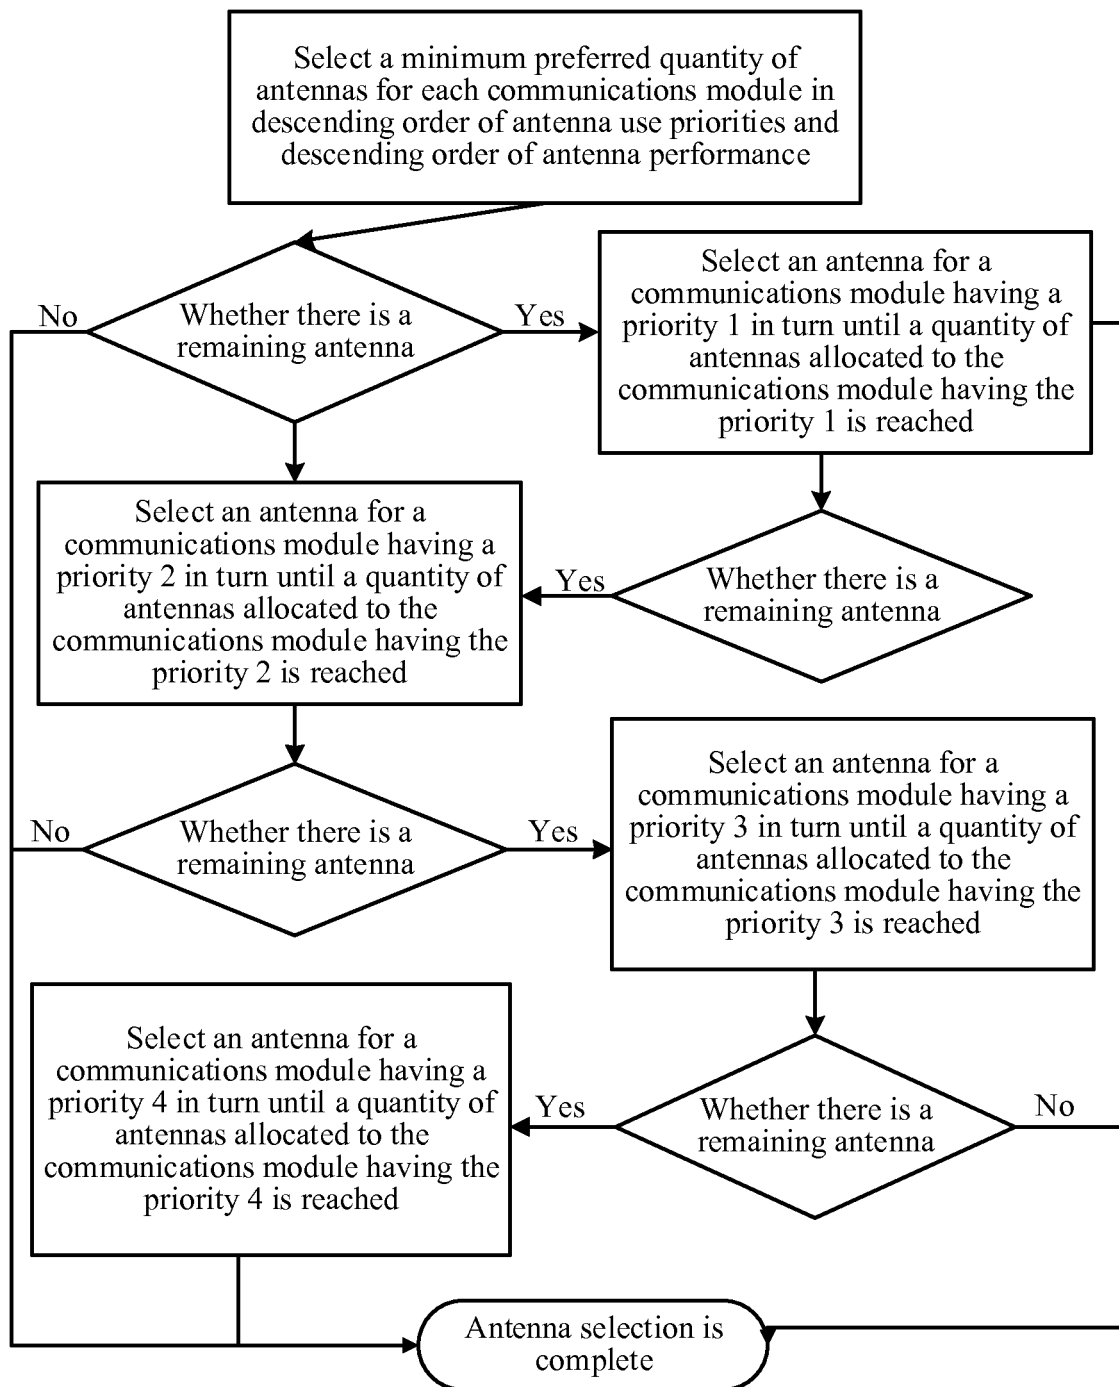 Select a minimum preferred quantity of
antennas for each communications module in
descending order of antenna use priorities and
descending order of antenna performance
No
Whether there is a
remaining antenna
Yes
Select an antenna for a
communications module having a
priority 1 in turn until a quantity of
antennas allocated to the
communications module having the
priority 1 is reached
Select an antenna for a
communications module having a
priority 2 in turn until a quantity of
antennas allocated to the
communications module having the
priority 2 is reached
Yes
Whether there is a
remaining antenna
No
Whether there is a
remaining antenna
Yes
Select an antenna for a
communications module having a
priority 3 in turn until a quantity of
antennas allocated to the
communications module having the
priority 3 is reached
Select an antenna for a
communications module having a
priority 4 in turn until a quantity of
antennas allocated to the
communications module having the
priority 4 is reached
Yes
Whether there is a
remaining antenna
No
Antenna selection is
complete